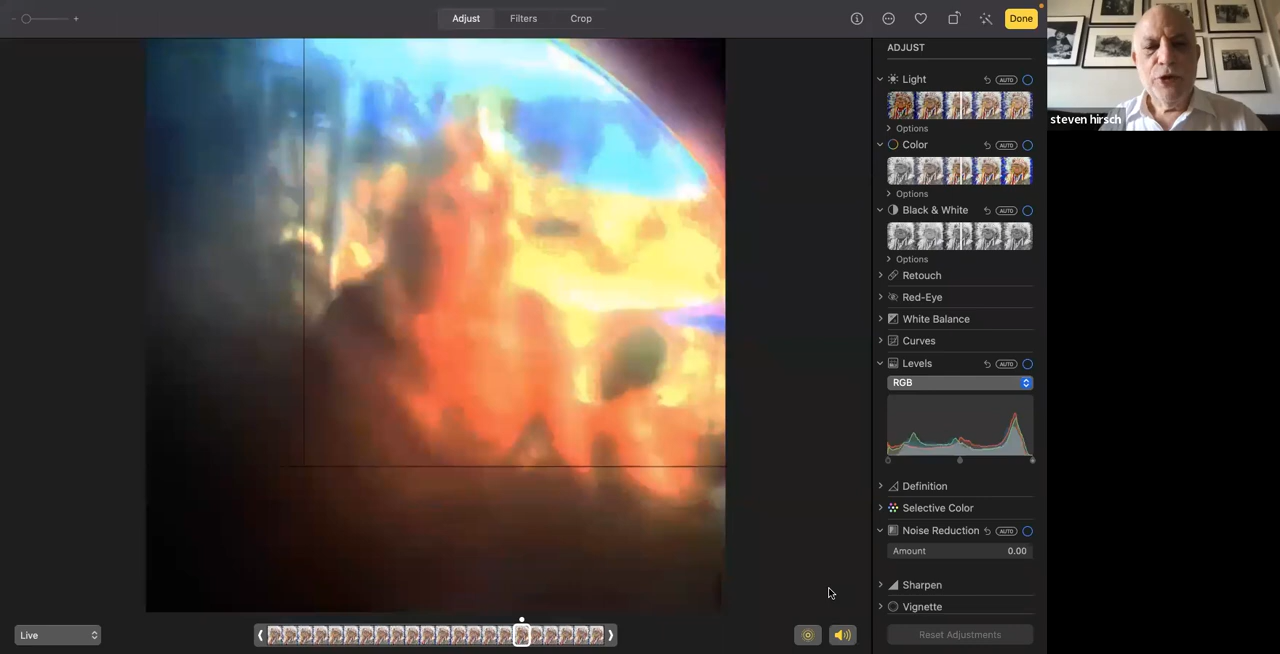 - +
Adjust Filters Crop
Done
steven hirsch
ADJUST
Light AUTO
Options
Color AUTO
Options
Black & White AUTO
Options
Retouch
Red-Eye
White Balance
Curves
Levels AUTO
RGB
Definition
Selective Color
Noise Reduction AUTO
Amount 0.00
Sharpen
Vignette
Live
Reset Adjustments